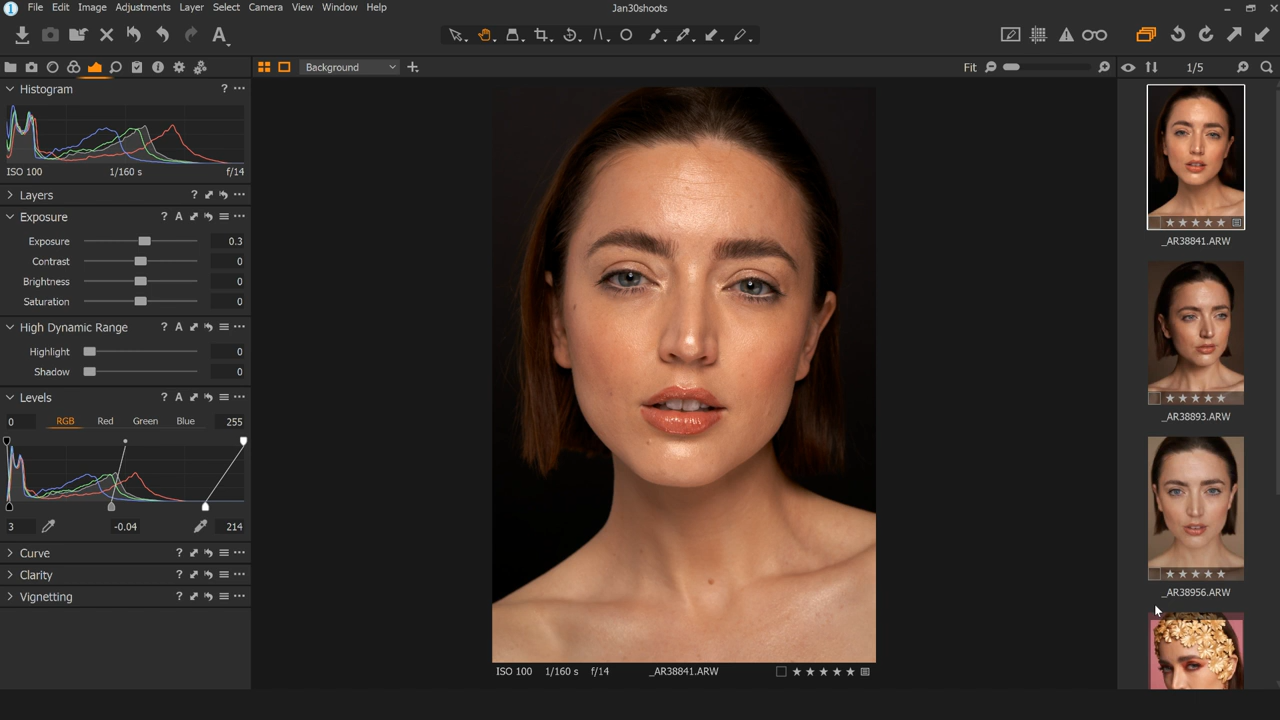 1 File Edit Image Adjustments Layer Select Camera View Window Help
Jan30shoots
A
Background
Fit
1/5
Histogram ?
ISO 100 1/160 s f/14
Layers ?
Exposure ? A
Exposure 0.3
Contrast 0
Brightness 0
Saturation 0
High Dynamic Range ? A
Highlight 0
Shadow 0
Levels ? A
0 RGB Red Green Blue 255
3 -0.04 214
Curve ?
Clarity ?
Vignetting ?
ISO 100 1/160 s f/14 _AR38841.ARW
_AR38841.ARW
_AR38893.ARW
_AR38956.ARW